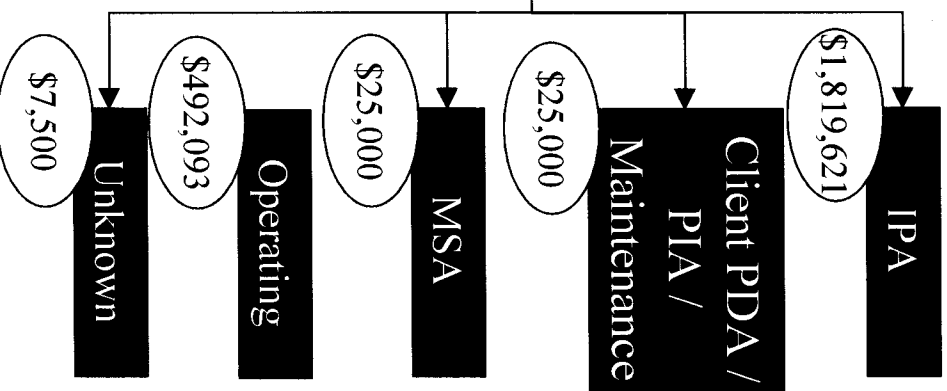 $1,819,621
IPA
$25,000
Client PDA /
PIA /
Maintenance
$25,000
MSA
$492,093
Operating
$7,500
Unknown